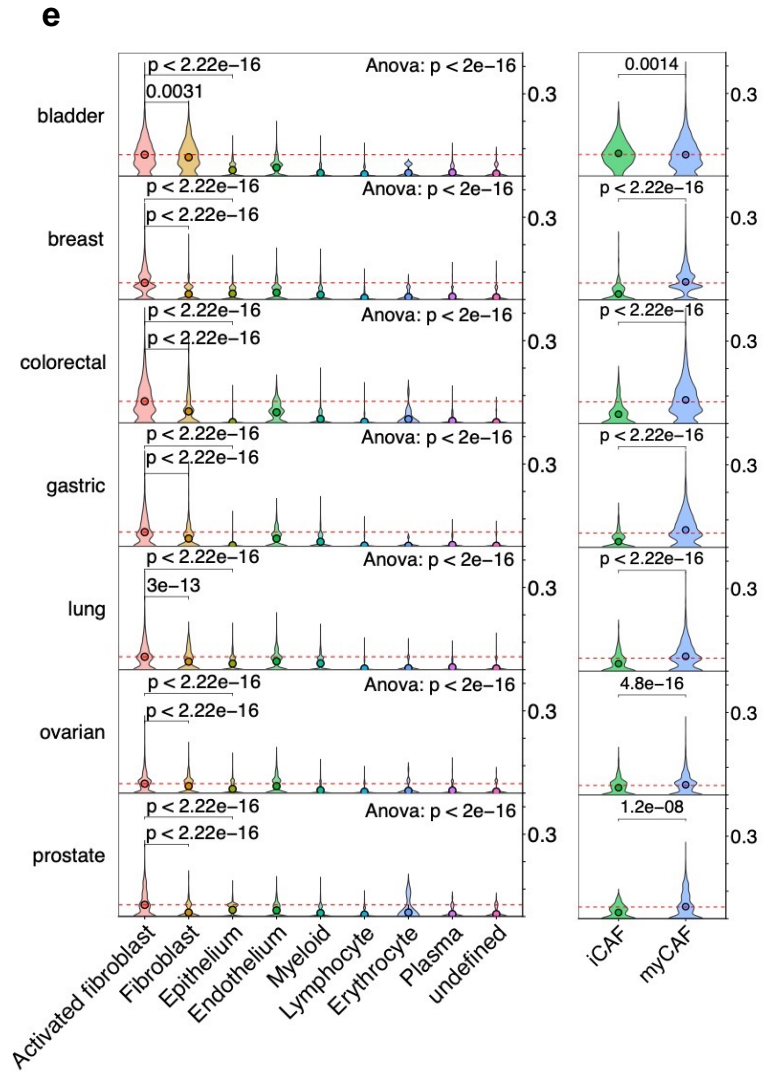 e
bladder
p < 2.22e−16
Anova: p < 2e−16
0.0031
0.3
0.0014
0.3
breast
p < 2.22e−16
Anova: p < 2e−16
p < 2.22e−16
0.3
p < 2.22e−16
0.3
colorectal
p < 2.22e−16
Anova: p < 2e−16
p < 2.22e−16
0.3
p < 2.22e−16
0.3
gastric
p < 2.22e−16
Anova: p < 2e−16
p < 2.22e−16
0.3
p < 2.22e−16
0.3
lung
p < 2.22e−16
Anova: p < 2e−16
3e−13
0.3
p < 2.22e−16
0.3
ovarian
p < 2.22e−16
Anova: p < 2e−16
p < 2.22e−16
0.3
4.8e−16
0.3
prostate
p < 2.22e−16
Anova: p < 2e−16
p < 2.22e−16
0.3
1.2e−08
0.3
Activated fibroblast
Fibroblast
Epithelium
Endothelium
Myeloid
Lymphocyte
Erythrocyte
Plasma
undefined
iCAF
myCAF